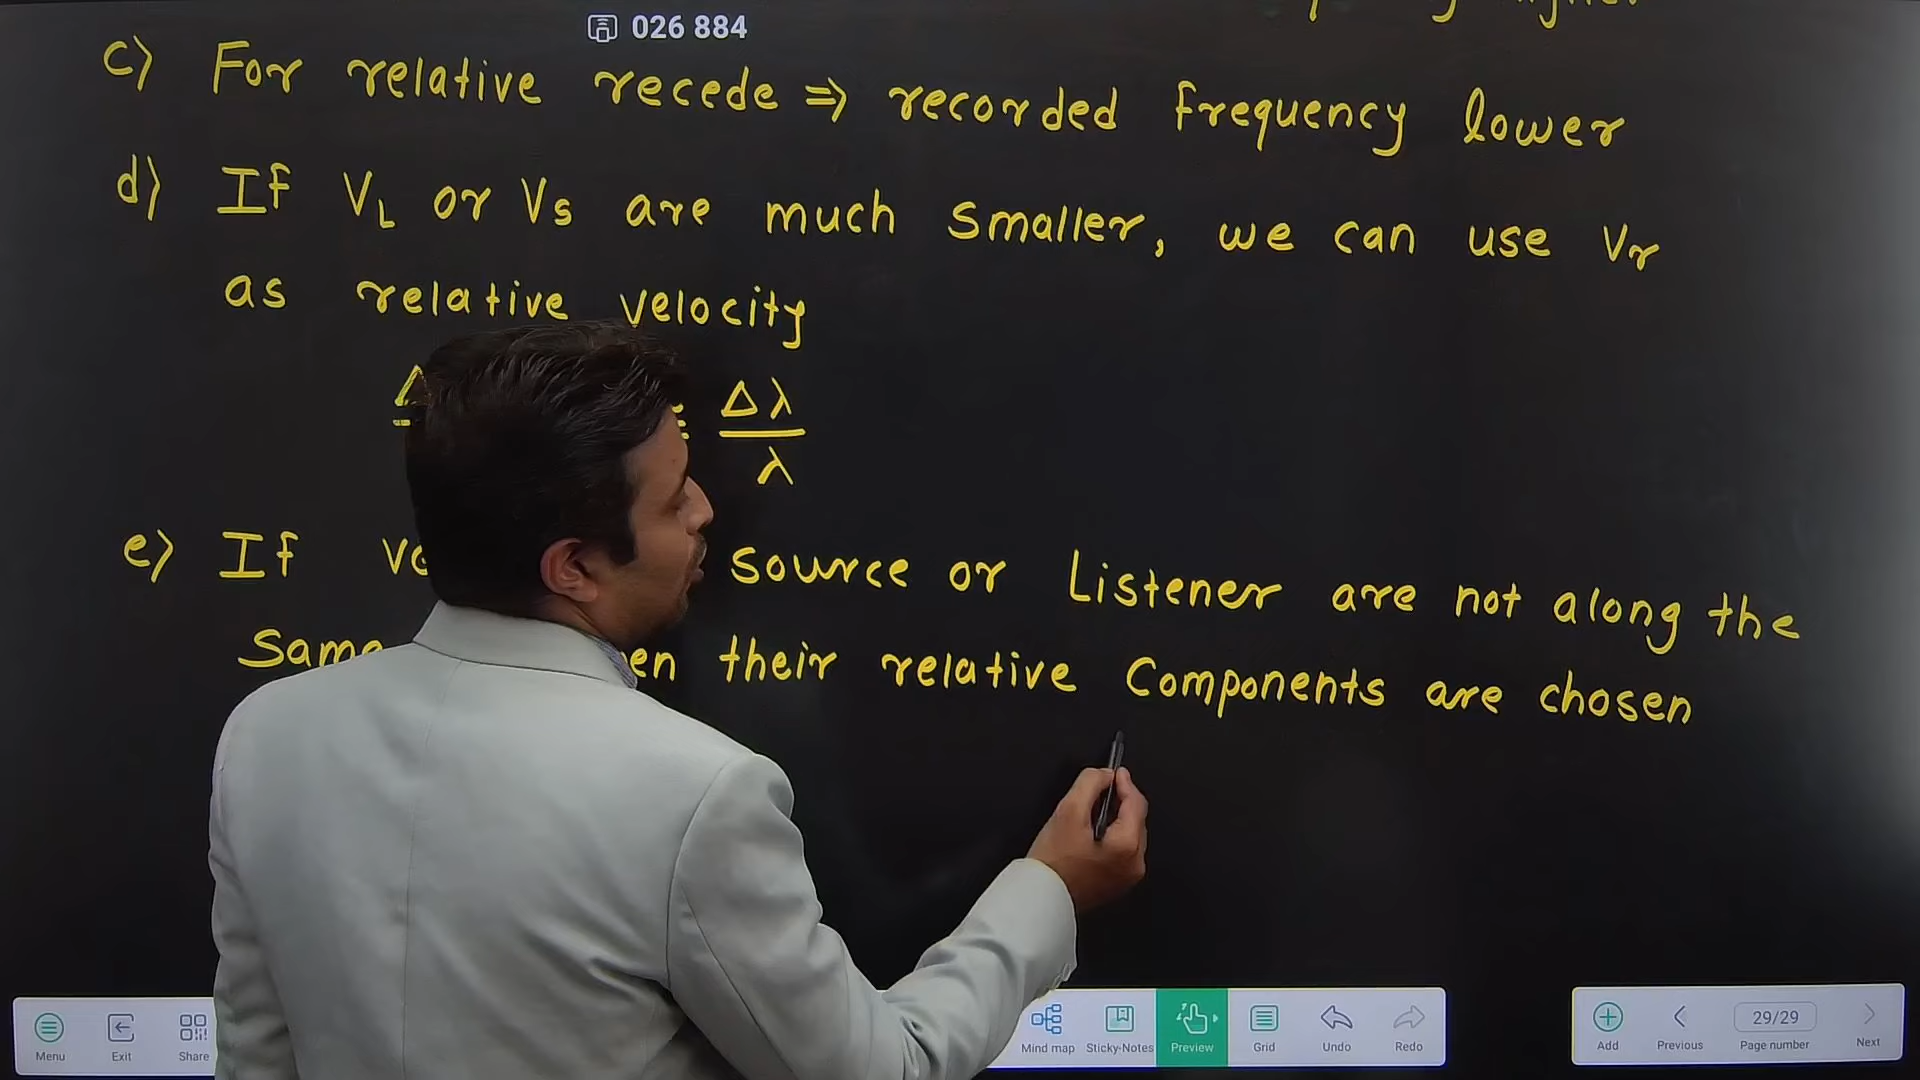 026 884
c) For relative recede ⇒ recorded frequency lower
d) If VL or Vs are much smaller, we can use Vr
as relative velocity
Δλ
λ
e) If source or Listener are not along the
Same their relative Components are chosen
Menu Exit Share Mind map Sticky-Notes Preview Grid Undo Redo Add Previous 29/29 Page number Next